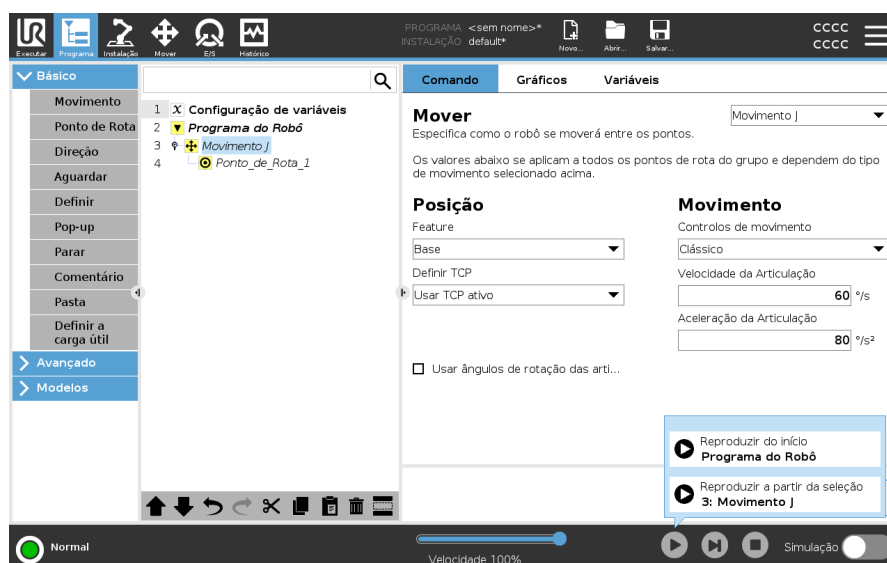 PROGRAMA <sem nome>*
INSTALAÇÃO default*
cccc
cccc
Executar
Programa
Instalação
Mover
E/S
Histórico
Novo...
Abrir...
Salvar...
Básico
Movimento
Ponto de Rota
Direção
Aguardar
Definir
Pop-up
Parar
Comentário
Pasta
Definir a
carga útil
Avançado
Modelos
1 X Configuração de variáveis
2 Programa do Robô
3 Movimento J
4 Ponto_de_Rota_1
Comando
Gráficos
Variáveis
Mover
Movimento J
Especifica como o robô se moverá entre os pontos.
Os valores abaixo se aplicam a todos os pontos de rota do grupo e dependem do tipo
de movimento selecionado acima.
Posição
Feature
Base
Definir TCP
Usar TCP ativo
Usar ângulos de rotação das arti...
Movimento
Controlos de movimento
Clássico
Velocidade da Articulação
60 °/s
Aceleração da Articulação
80 °/s²
Reproduzir do início
Programa do Robô
Reproduzir a partir da seleção
3: Movimento J
Normal
Velocidade 100%
Simulação